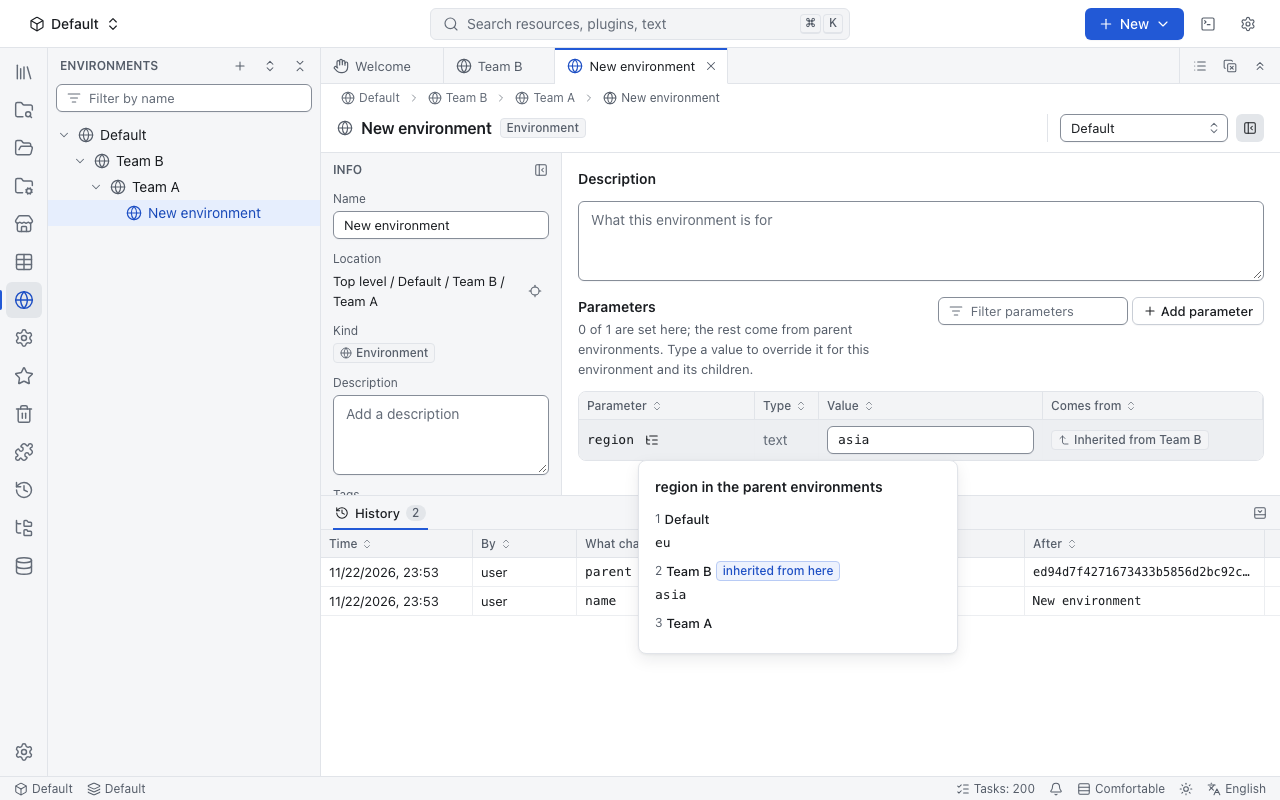 Default
Search resources, plugins, text
⌘ K
New
ENVIRONMENTS
Filter by name
Default
Team B
Team A
New environment
Welcome
Team B
New environment
Default
Team B
Team A
New environment
New environment
Environment
Default
INFO
Name
New environment
Location
Top level / Default / Team B /
Team A
Kind
Environment
Description
Add a description
Tags
Description
What this environment is for
Parameters
0 of 1 are set here; the rest come from parent
environments. Type a value to override it for this
environment and its children.
Filter parameters
Add parameter
Parameter Type Value Comes from
region text asia Inherited from Team B
region in the parent environments
1 Default
eu
2 Team B inherited from here
asia
3 Team A
History 2
Time By What cha After
11/22/2026, 23:53 user parent ed94d7f4271673433b5856d2bc92c…
11/22/2026, 23:53 user name New environment
Default
Default
Tasks: 200
Comfortable
English